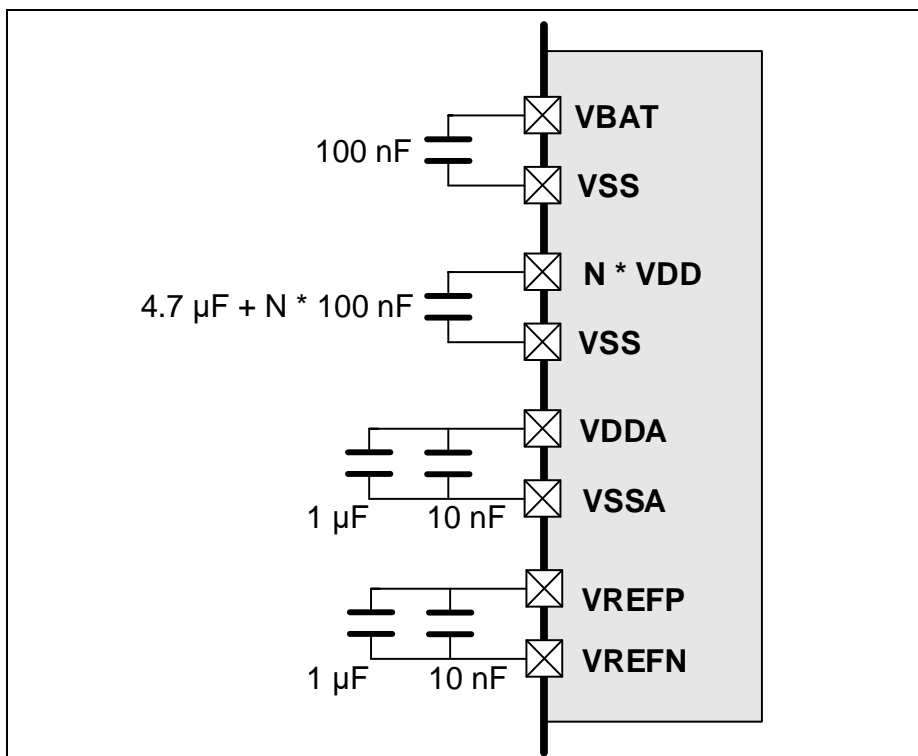 VBAT
100 nF
VSS
N * VDD
4.7 µF + N * 100 nF
VSS
VDDA
VSSA
1 µF
10 nF
VREFP
VREFN
1 µF
10 nF